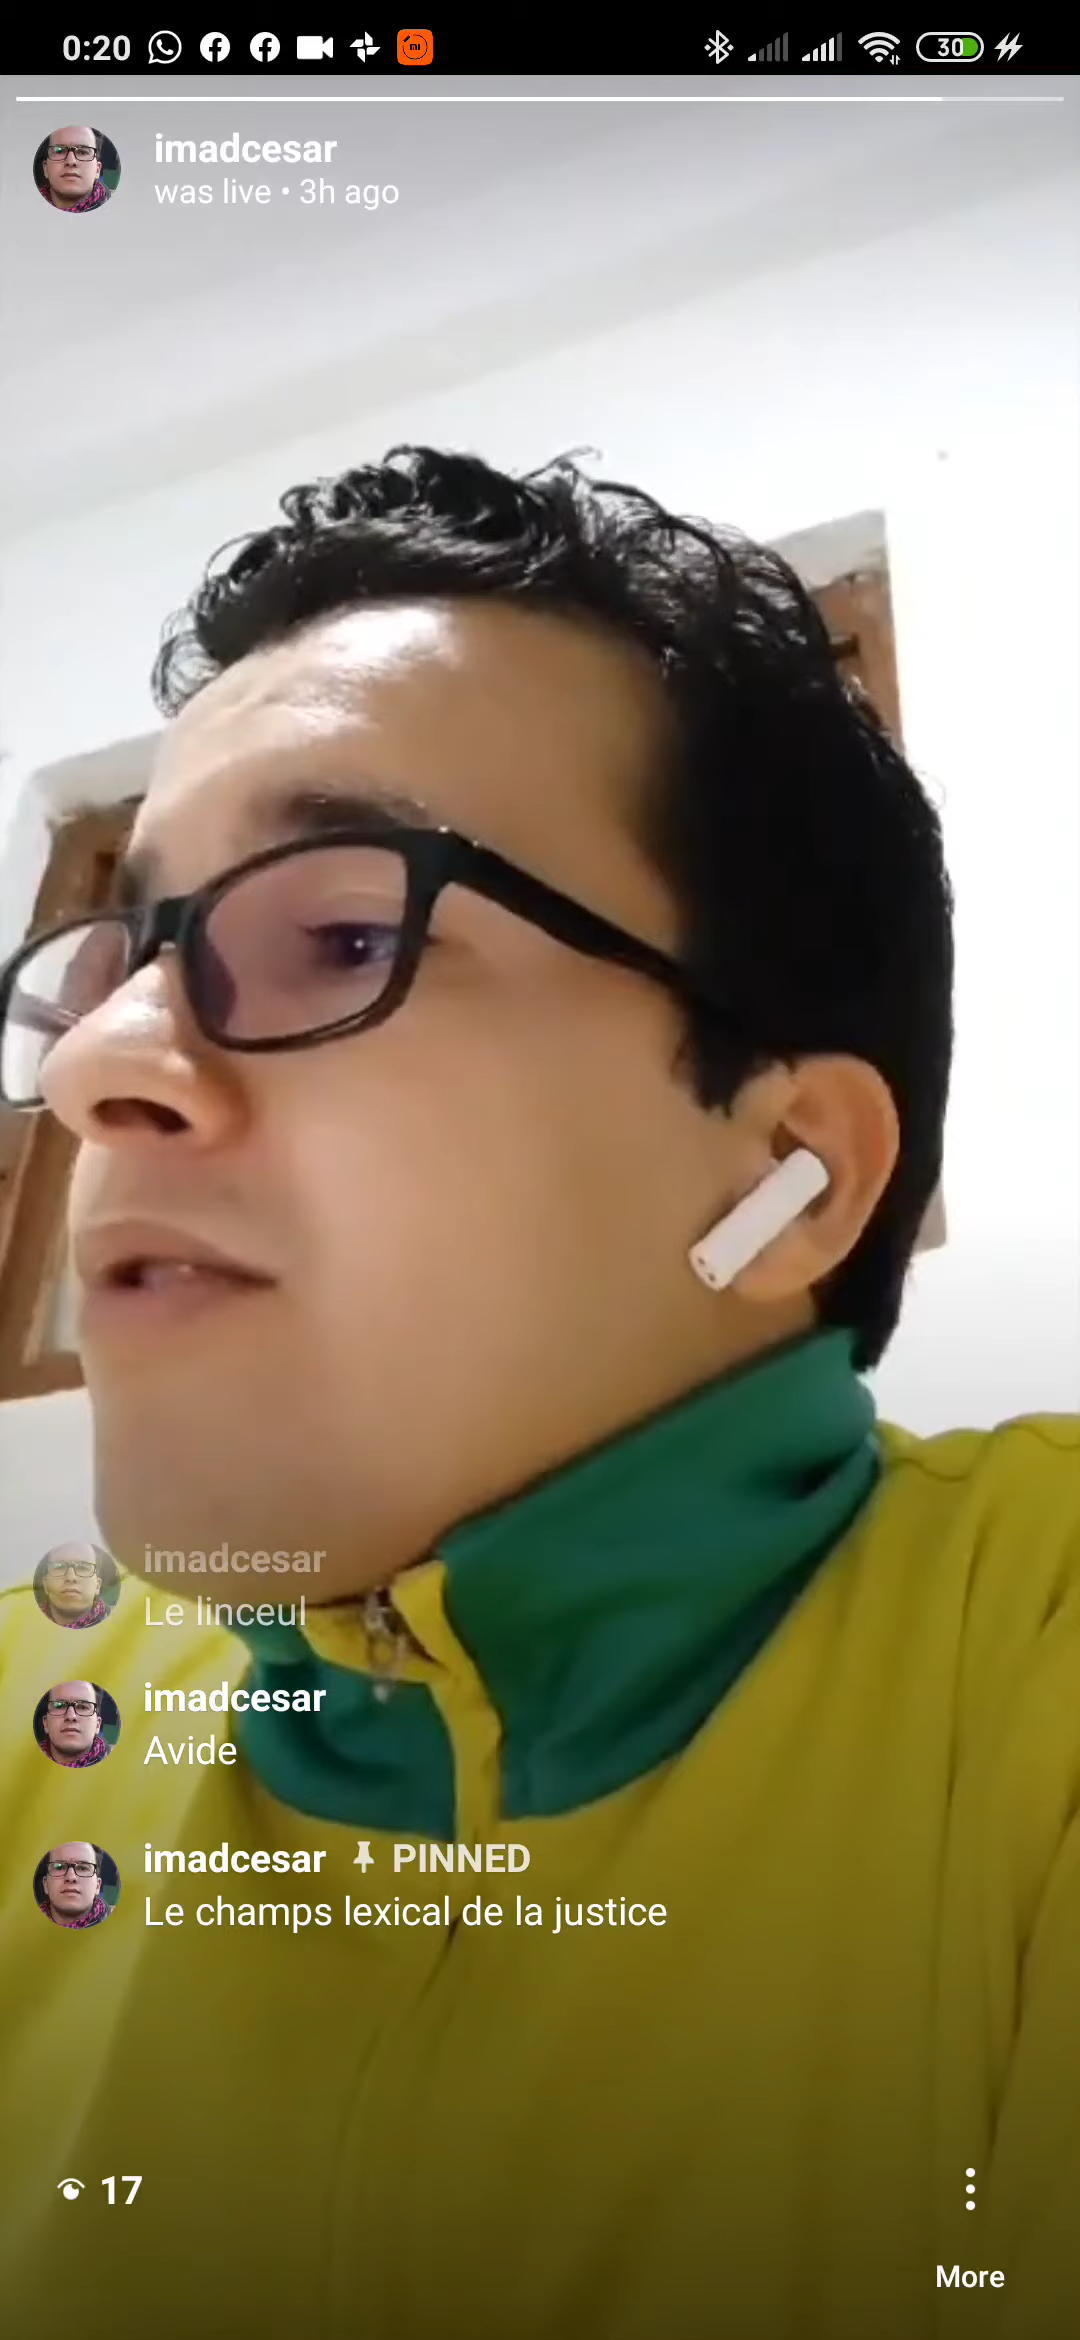 0:20
30
imadcesar
was live • 3h ago
imadcesar
Le linceul
imadcesar
Avide
imadcesar PINNED
Le champs lexical de la justice
17
More